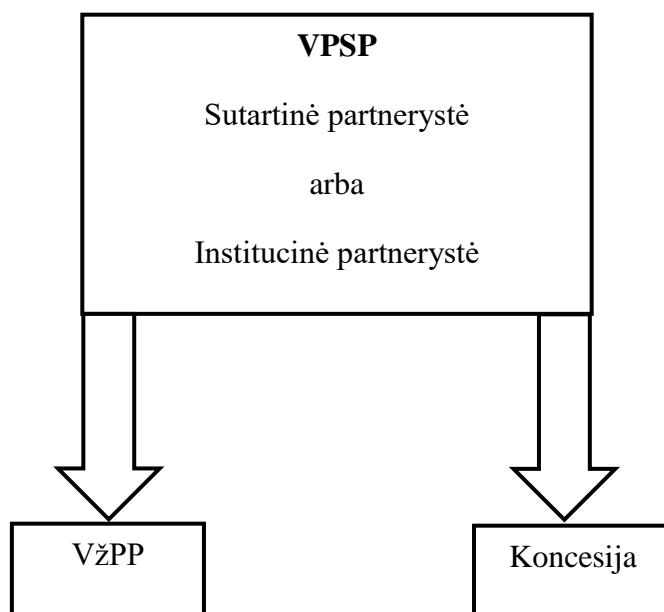 VPSP
Sutartinė partnerystė
arba
Institucinė partnerystė
VžPP
Koncesija